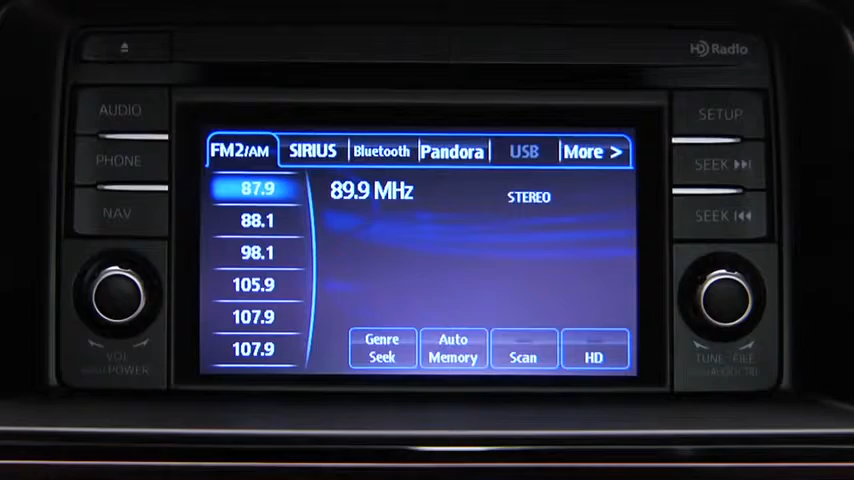 HD Radio
AUDIO
PHONE
NAV
SETUP
SEEK
SEEK
FM2/AM SIRIUS Bluetooth Pandora USB More >
87.9
88.1
98.1
105.9
107.9
107.9
89.9 MHz STEREO
Genre Seek
Auto Memory
Scan
HD
VOL
POWER
TUNE·FILE